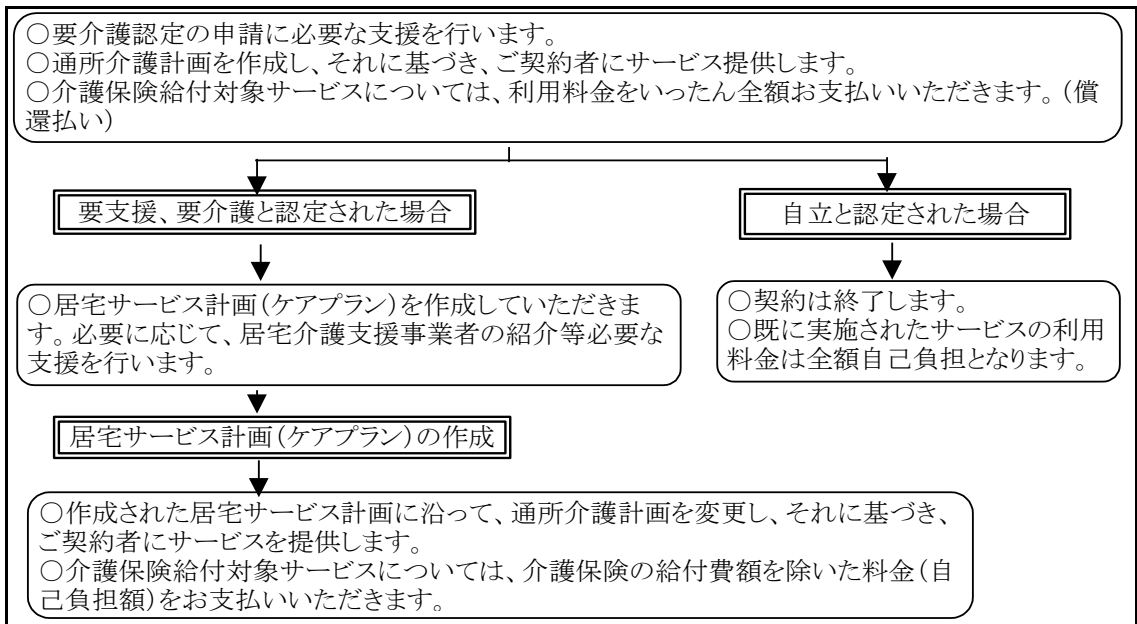 ○要介護認定の申請に必要な支援を行います。
○通所介護計画を作成し、それに基づき、ご契約者にサービス提供します。
○介護保険給付対象サービスについては、利用料金をいったん全額お支払いいただきます。(償
還払い)
要支援、要介護と認定された場合
自立と認定された場合
○居宅サービス計画(ケアプラン)を作成していただきま
す。必要に応じて、居宅介護支援事業者の紹介等必要な
支援を行います。
○契約は終了します。
○既に実施されたサービスの利用
料金は全額自己負担となります。
居宅サービス計画(ケアプラン)の作成
○作成された居宅サービス計画に沿って、通所介護計画を変更し、それに基づき、
ご契約者にサービスを提供します。
○介護保険給付対象サービスについては、介護保険の給付費額を除いた料金(自
己負担額)をお支払いいただきます。